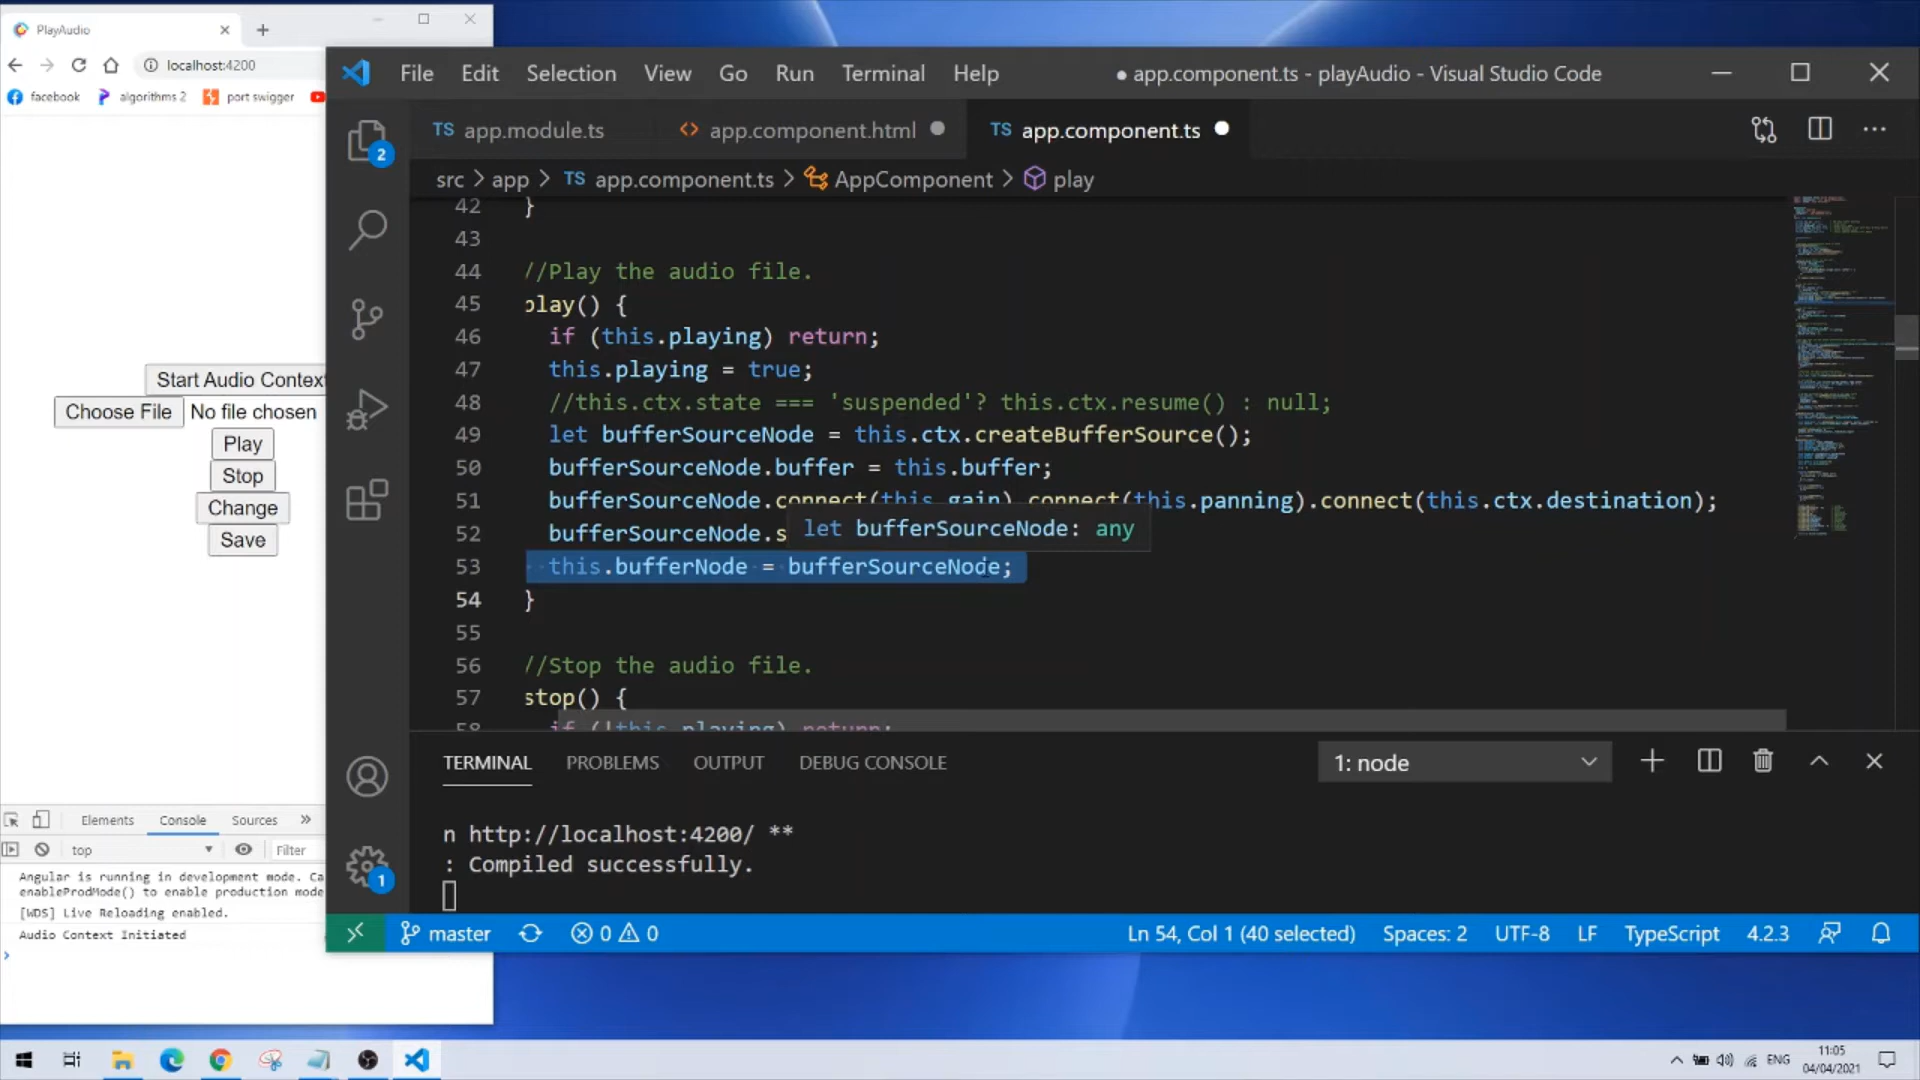 PlayAudio
localhost:4200
facebook
algorithms 2
port swigger
Start Audio Context
Choose File No file chosen
Play
Stop
Change
Save
Elements
Console
Sources
»
top
Filter
Angular is running in development mode. Ca
enableProdMode() to enable production mode
[WDS] Live Reloading enabled.
Audio Context Initiated
File Edit Selection View Go Run Terminal Help
● app.component.ts - playAudio - Visual Studio Code
2
TS app.module.ts
<> app.component.html
TS app.component.ts
src > app > TS app.component.ts > AppComponent > play
42 }
43
44 //Play the audio file.
45 play() {
46 if (this.playing) return;
47 this.playing = true;
48 //this.ctx.state === 'suspended'? this.ctx.resume() : null;
49 let bufferSourceNode = this.ctx.createBufferSource();
50 bufferSourceNode.buffer = this.buffer;
51 bufferSourceNode.connect(this.gain).connect(this.panning).connect(this.ctx.destination);
let bufferSourceNode: any
52 bufferSourceNode.s
53 this.bufferNode = bufferSourceNode;
54 }
55
56 //Stop the audio file.
57 stop() {
58 if (!this.playing) return;
TERMINAL PROBLEMS OUTPUT DEBUG CONSOLE
1: node
n http://localhost:4200/ **
: Compiled successfully.
1
master
0 0
Ln 54, Col 1 (40 selected) Spaces: 2 UTF-8 LF TypeScript 4.2.3
ENG
11:05
04/04/2021